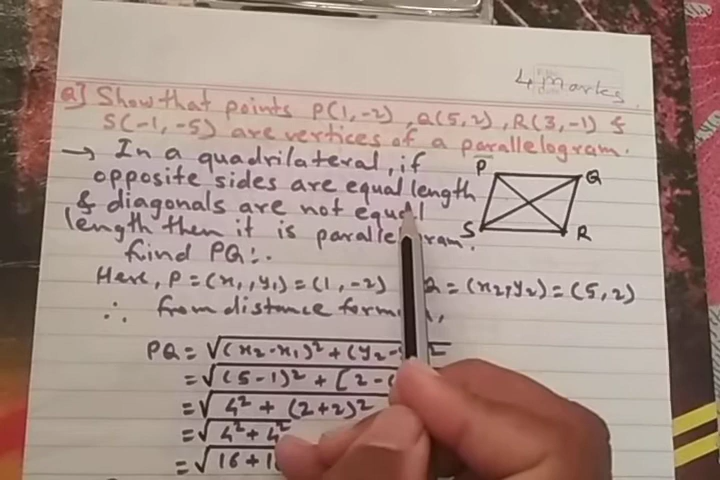 4 marks
Q] Show that points P(1,-2), Q(5,2), R(3,-1) &
S(-1,-5) are vertices of a parallelogram.
→ In a quadrilateral, if
opposite sides are equal length
& diagonals are not equal
length then it is
P
Q
S
R
find PQ:.
Here, P = (x₁, y₁) = (1, -2) = (x₂, y₂) = (5, 2)
∴ from distance
PQ = √(x₂-x₁)² +
= √(5-1)² + [2-
= √4² + (2+2)²
= √4² + 4²
= √16 +